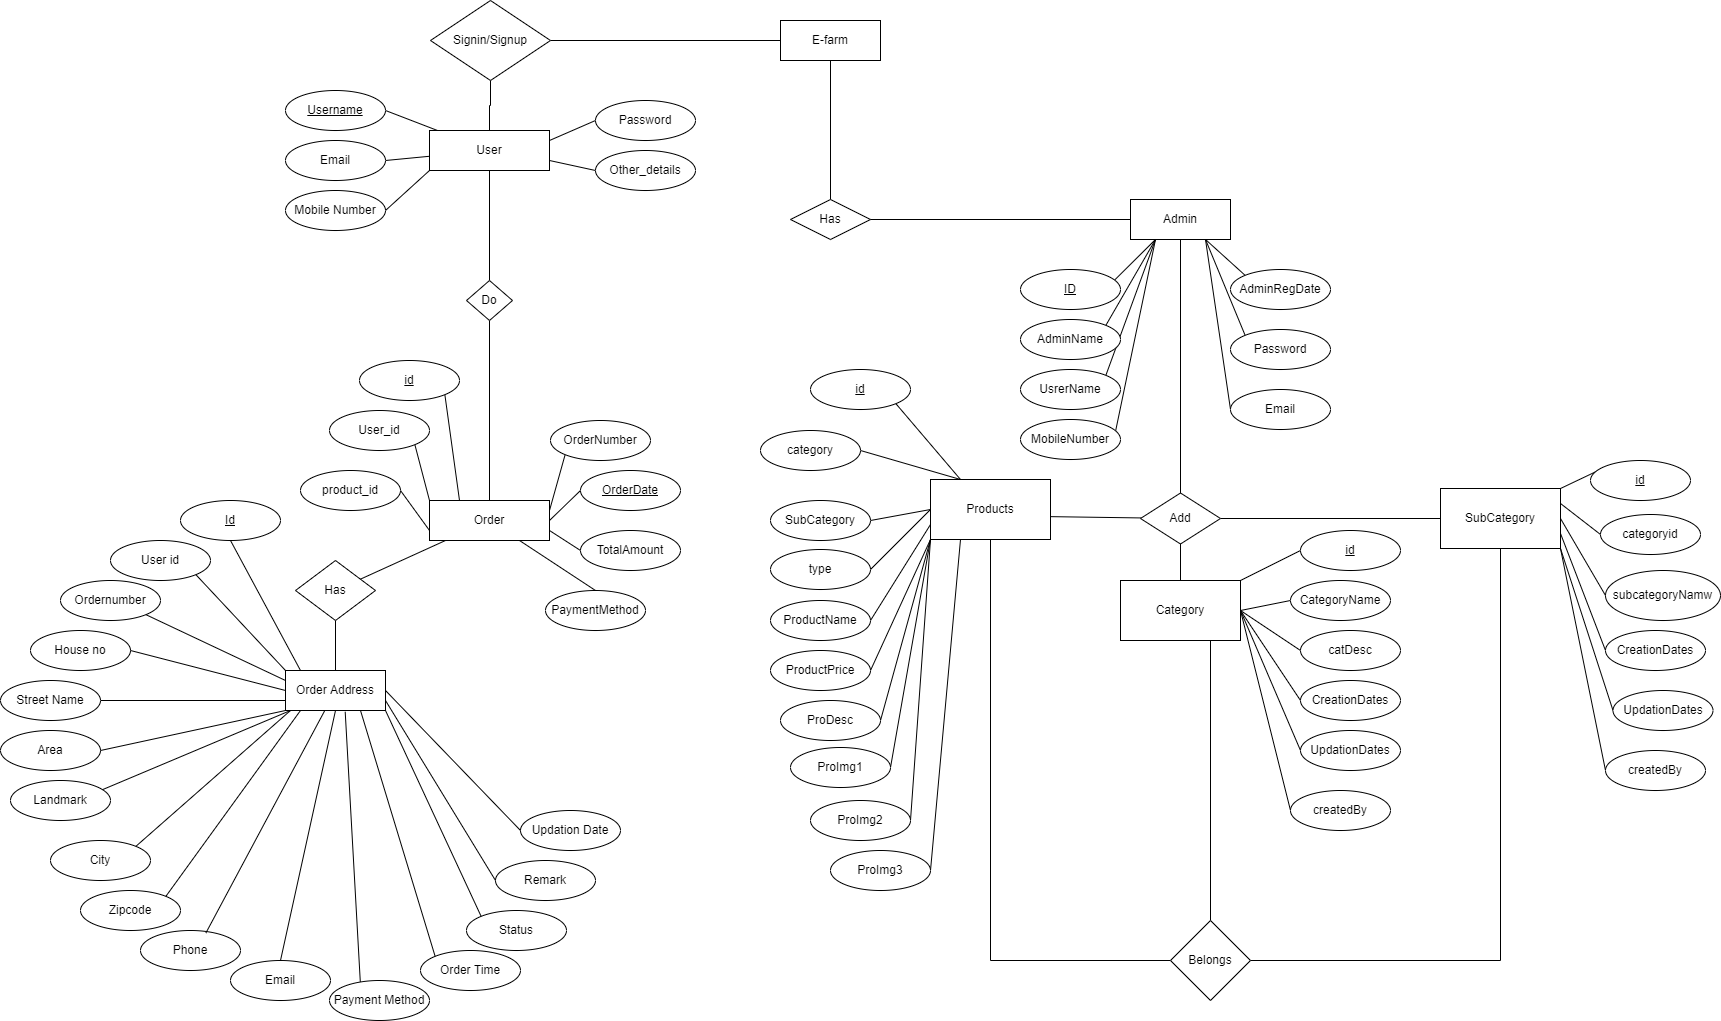 Signin/Signup
E-farm
Username
Password
User
Email
Other_details
Mobile Number
Has
Admin
ID
AdminRegDate
AdminName
Password
UsrerName
Email
MobileNumber
Do
id
User_id
OrderNumber
product_id
OrderDate
Order
TotalAmount
PaymentMethod
Has
Id
User id
Ordernumber
House no
Street Name
Order Address
Area
Landmark
City
Zipcode
Phone
Email
Payment Method
Order Time
Status
Remark
Updation Date
id
category
Products
SubCategory
type
ProductName
ProductPrice
ProDesc
ProImg1
ProImg2
ProImg3
Add
Category
id
CategoryName
catDesc
CreationDates
UpdationDates
createdBy
SubCategory
id
categoryid
subcategoryNamw
CreationDates
UpdationDates
createdBy
Belongs